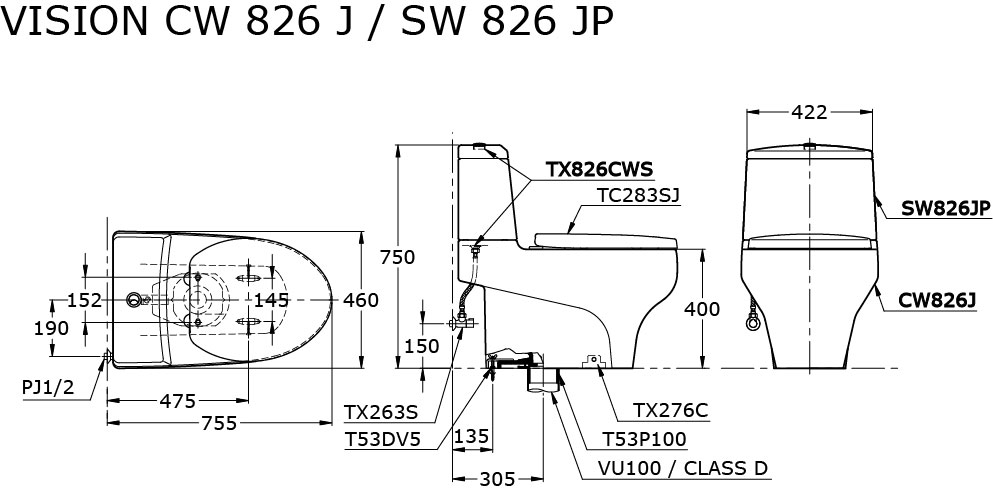 VISION CW 826 J / SW 826 JP
422
TX826CWS
TC283SJ
SW826JP
750
152
145
460
CW826J
190
400
150
PJ1/2
475
TX263S
TX276C
755
T53DV5
135
T53P100
VU100 / CLASS D
305